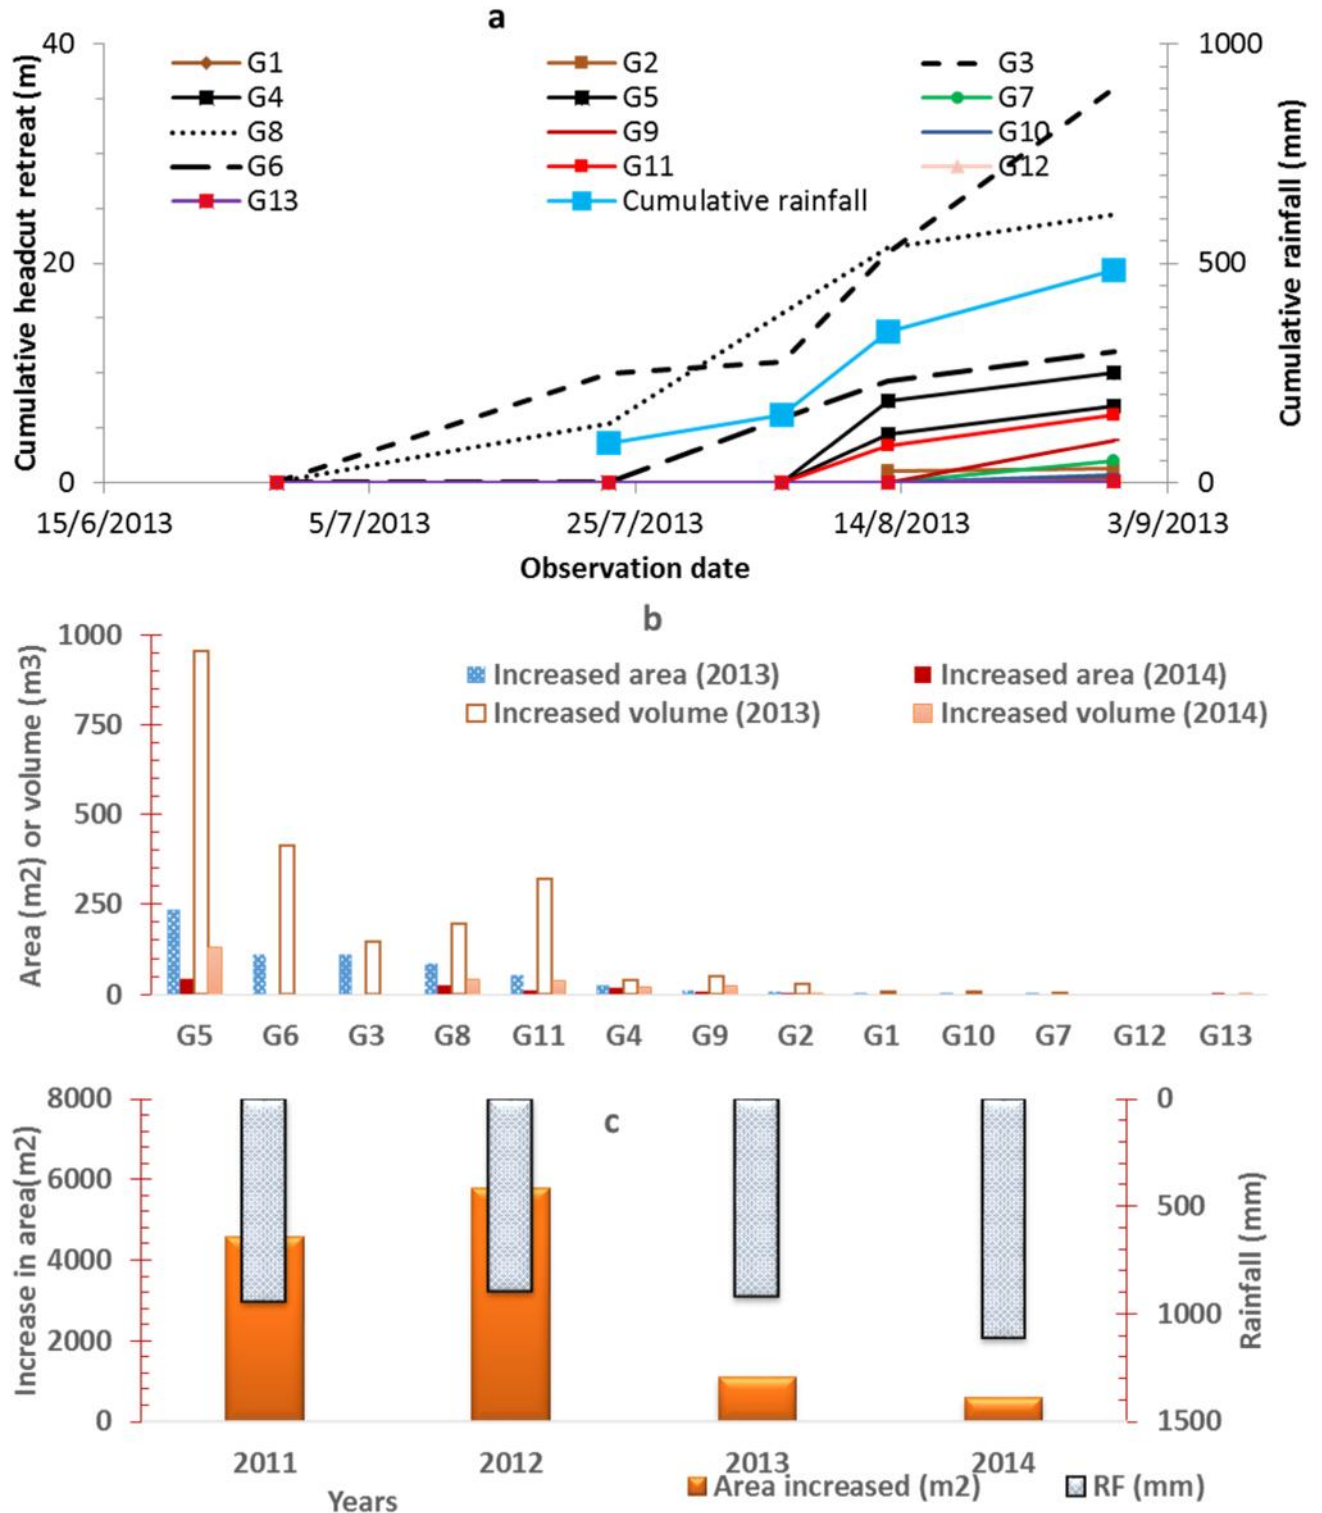 a
Cumulative headcut retreat (m)
40
20
0
G1 G2 G3
G4 G5 G7
G8 G9 G10
G6 G11 G12
G13 Cumulative rainfall
1000
500
0
Cumulative rainfall (mm)
15/6/2013 5/7/2013 25/7/2013 14/8/2013 3/9/2013
Observation date
b
Area (m2) or volume (m3)
1000
750
500
250
0
Increased area (2013) Increased area (2014)
Increased volume (2013) Increased volume (2014)
G5 G6 G3 G8 G11 G4 G9 G2 G1 G10 G7 G12 G13
c
Increase in area(m2)
8000
6000
4000
2000
0
0
500
1000
1500
Rainfall (mm)
2011 2012 2013 2014
Area increased (m2) RF (mm)
Years